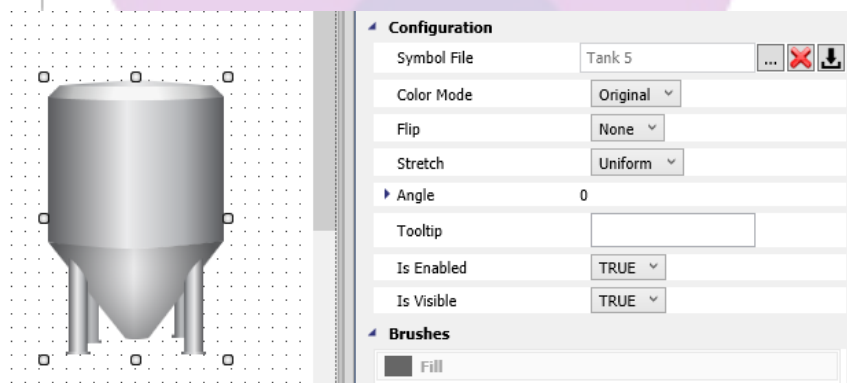 Configuration
Symbol File Tank 5 ...
Color Mode Original
Flip None
Stretch Uniform
Angle 0
Tooltip
Is Enabled TRUE
Is Visible TRUE
Brushes
Fill